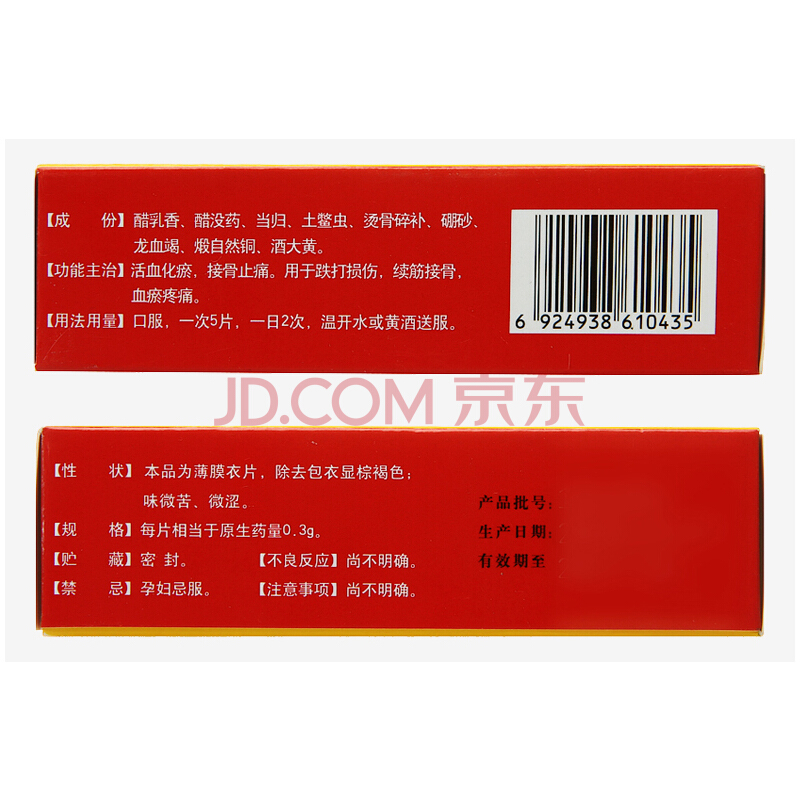 【成 份】醋乳香、醋没药、当归、土鳖虫、烫骨碎补、硼砂、
龙血竭、煅自然铜、酒大黄。
【功能主治】活血化瘀，接骨止痛。用于跌打损伤，续筋接骨，
血瘀疼痛。
【用法用量】口服，一次5片，一日2次，温开水或黄酒送服。
6 924938 610435
JD.COM 京东
【性 状】本品为薄膜衣片，除去包衣显棕褐色；
味微苦、微涩。
【规 格】每片相当于原生药量0.3g。
【贮 藏】密 封。 【不良反应】尚不明确。
【禁 忌】孕妇忌服。 【注意事项】尚不明确。
产品批号：
生产日期：
有效期至